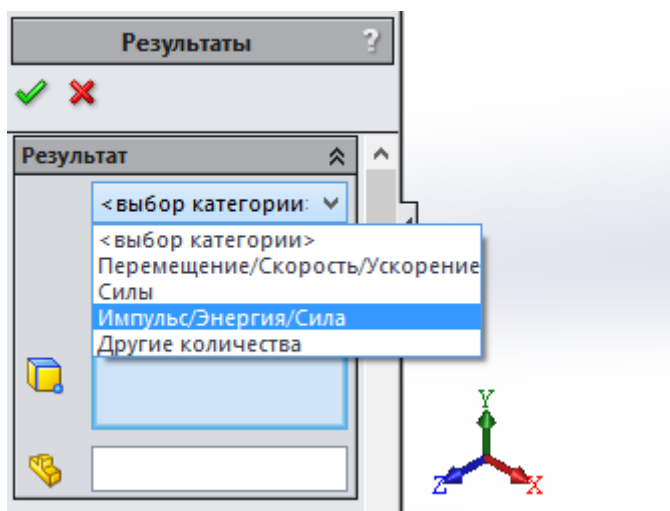 Результаты ?
Результат
<выбор категории:
<выбор категории>
Перемещение/Скорость/Ускорение
Силы
Импульс/Энергия/Сила
Другие количества
Y
Z X